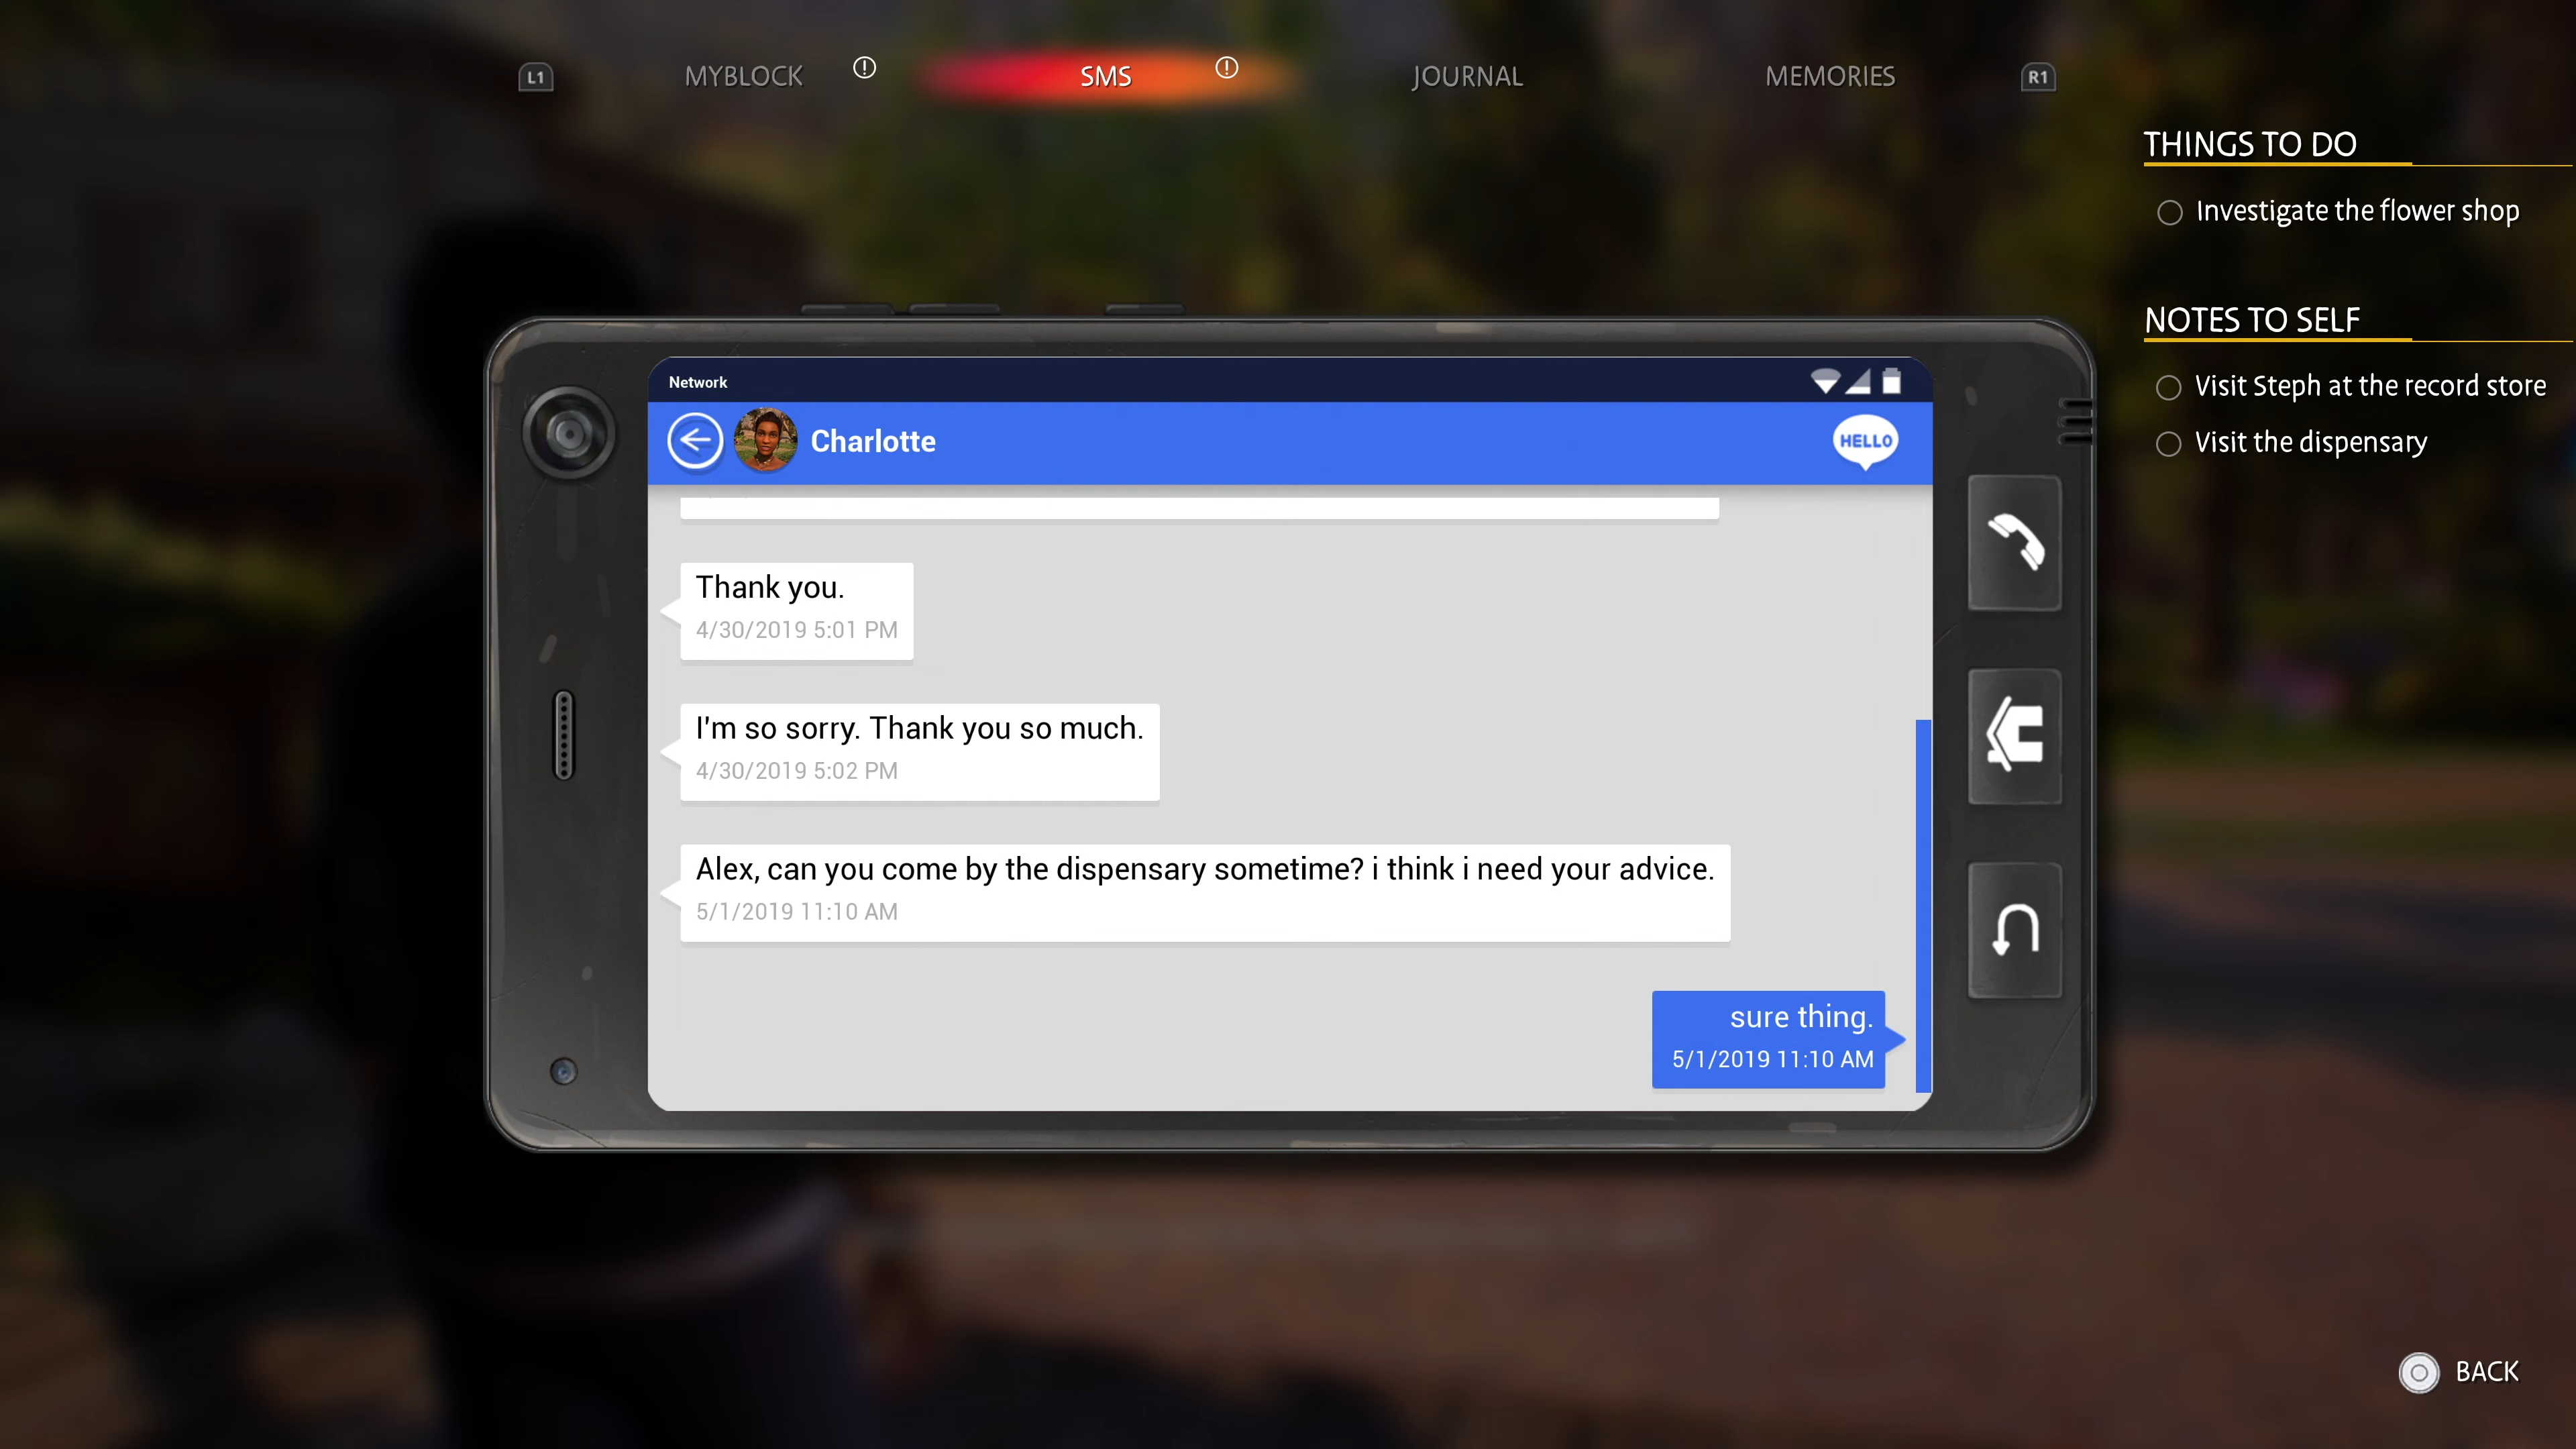 L1
MYBLOCK
SMS
JOURNAL
MEMORIES
R1
THINGS TO DO
Investigate the flower shop
NOTES TO SELF
Visit Steph at the record store
Visit the dispensary
Network
Charlotte
HELLO
Thank you.
4/30/2019 5:01 PM
I'm so sorry. Thank you so much.
4/30/2019 5:02 PM
Alex, can you come by the dispensary sometime? i think i need your advice.
5/1/2019 11:10 AM
sure thing.
5/1/2019 11:10 AM
BACK